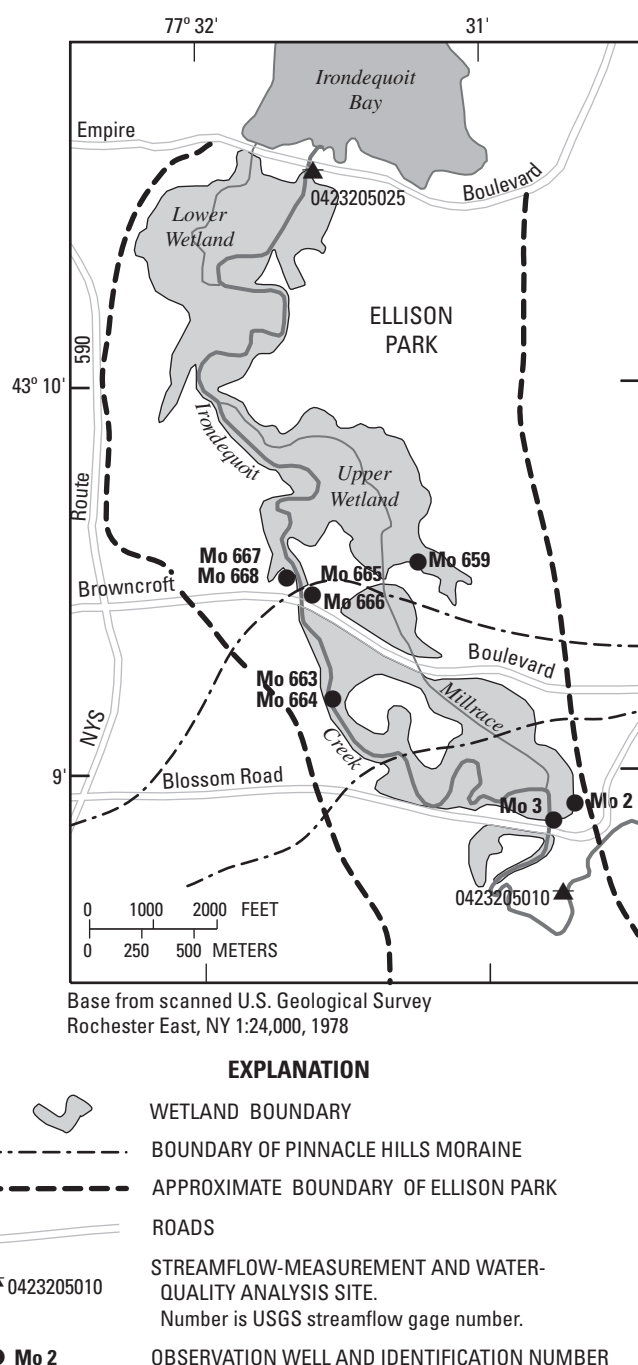 77° 32'
31'
Irondequoit
Bay
Empire
Boulevard
0423205025
Lower
Wetland
ELLISON
PARK
590
43° 10'
Irondequoit
Route
Upper
Wetland
Mo 667
Mo 668
Mo 665
Mo 666
Mo 659
Browncroft
Boulevard
Mo 663
Mo 664
Millrace
NYS
Creek
9'
Blossom Road
Mo 3
Mo 2
0423205010
0 1000 2000 FEET
0 250 500 METERS
Base from scanned U.S. Geological Survey
Rochester East, NY 1:24,000, 1978
EXPLANATION
WETLAND BOUNDARY
BOUNDARY OF PINNACLE HILLS MORAINE
APPROXIMATE BOUNDARY OF ELLISON PARK
ROADS
0423205010
STREAMFLOW-MEASUREMENT AND WATER-
QUALITY ANALYSIS SITE.
Number is USGS streamflow gage number.
Mo 2
OBSERVATION WELL AND IDENTIFICATION NUMBER